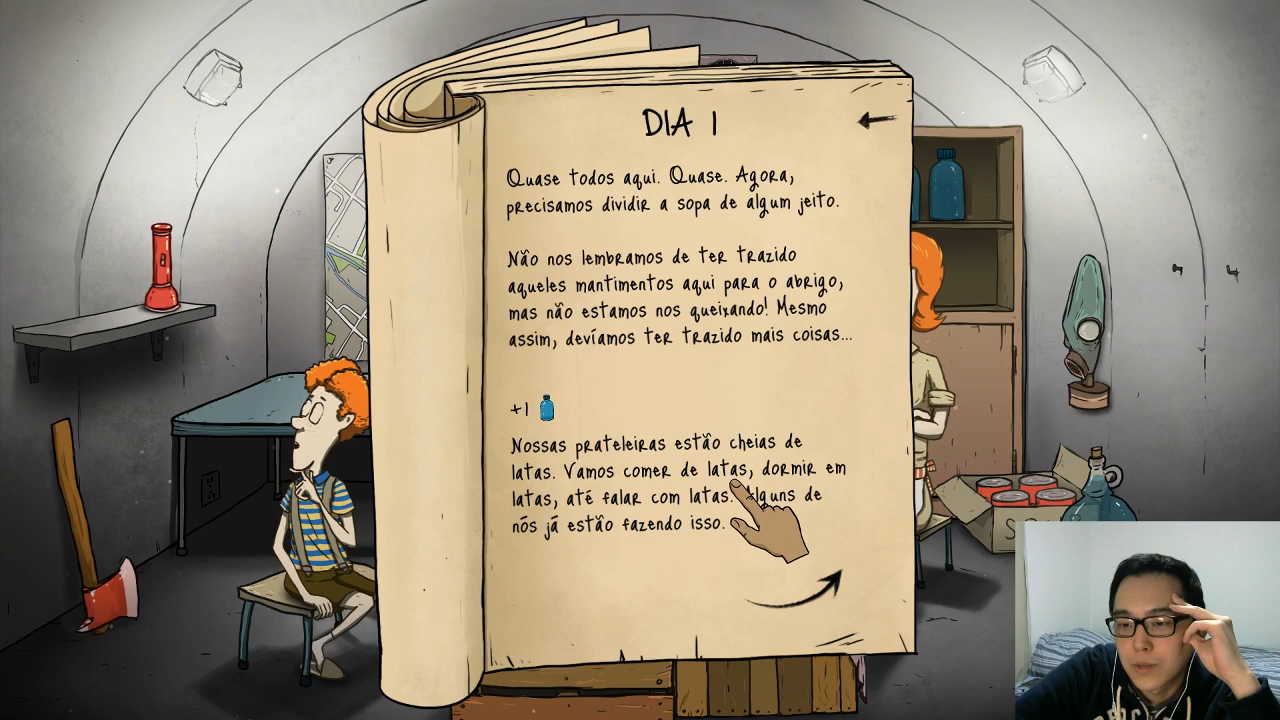 DIA 1
Quase todos aqui. Quase. Agora,
precisamos dividir a sopa de algum jeito.
Não nos lembramos de ter trazido
aqueles mantimentos aqui para o abrigo,
mas não estamos nos queixando! Mesmo
assim, devíamos ter trazido mais coisas...
+1
Nossas prateleiras estão cheias de
latas. Vamos comer de latas, dormir em
latas, até falar com latas. Alguns de
nós já estão fazendo isso.